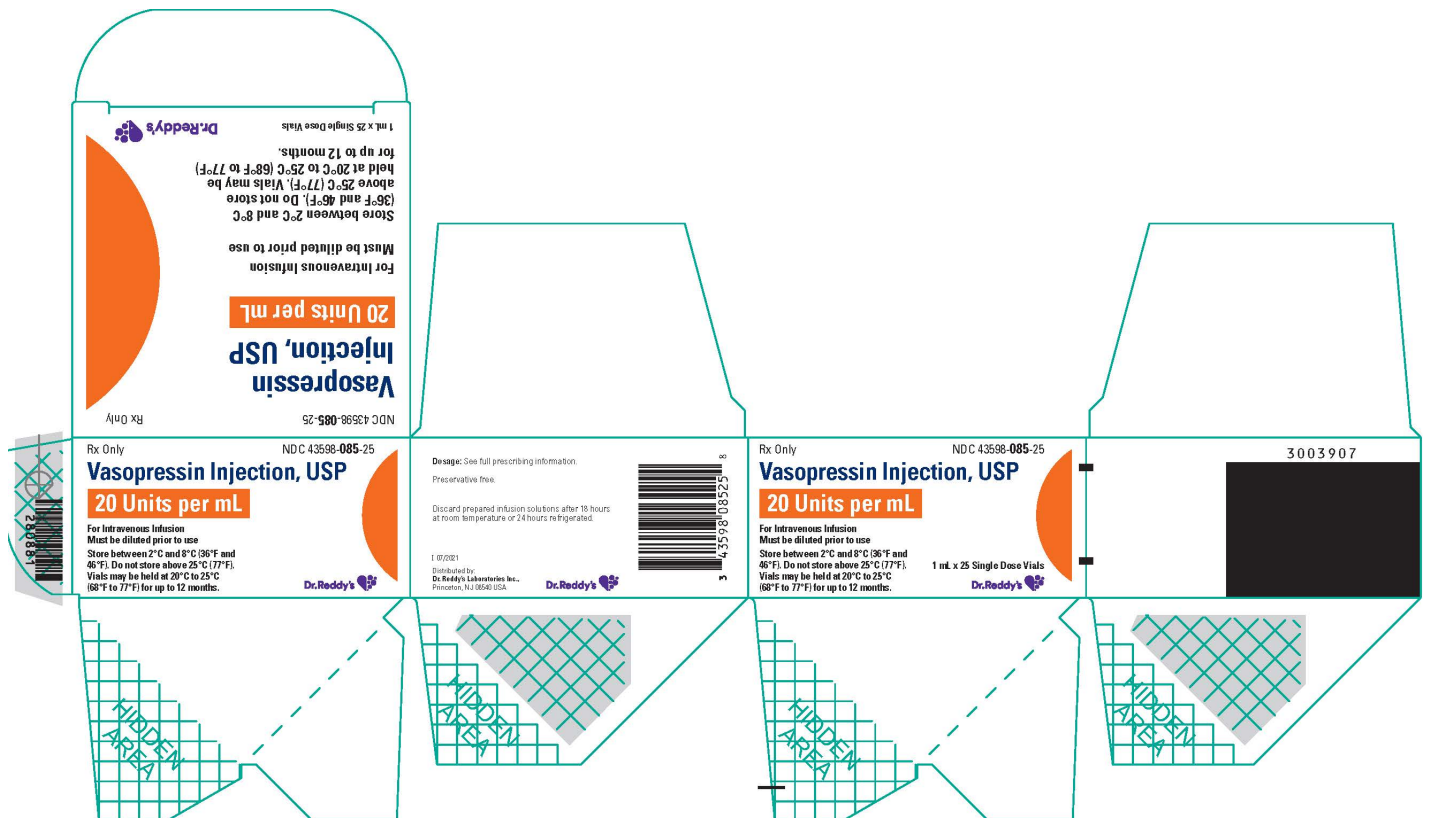 Dr.Reddy's
1 mL x 25 Single Dose Vials
for up to 12 months.
held at 20°C to 25°C (68°F to 77°F)
above 25°C (77°F). Vials may be
(36°F and 46°F). Do not store
Store between 2°C and 8°C
Must be diluted prior to use
For Intravenous Infusion
20 Units per mL
Injection, USP
Vasopressin
Rx Only
NDC 43598-085-25
280881
Rx Only
NDC 43598-085-25
Vasopressin Injection, USP
20 Units per mL
For Intravenous Infusion
Must be diluted prior to use
Store between 2°C and 8°C (36°F and
46°F). Do not store above 25°C (77°F).
Vials may be held at 20°C to 25°C
(68°F to 77°F) for up to 12 months.
Dr.Reddy's
Dosage: See full prescribing information.
Preservative free.
Discard prepared infusion solutions after 18 hours
at room temperature or 24 hours refrigerated.
07/2021
Distributed by:
Dr. Reddy's Laboratories Inc.,
Princeton, NJ 08540 USA
Dr.Reddy's
3 43598 08525 8
Rx Only
NDC 43598-085-25
Vasopressin Injection, USP
20 Units per mL
For Intravenous Infusion
Must be diluted prior to use
Store between 2°C and 8°C (36°F and
46°F). Do not store above 25°C (77°F).
Vials may be held at 20°C to 25°C
(68°F to 77°F) for up to 12 months.
1 mL x 25 Single Dose Vials
Dr.Reddy's
3003907
HIDDEN
AREA
HIDDEN
AREA
HIDDEN
AREA
HIDDEN
AREA